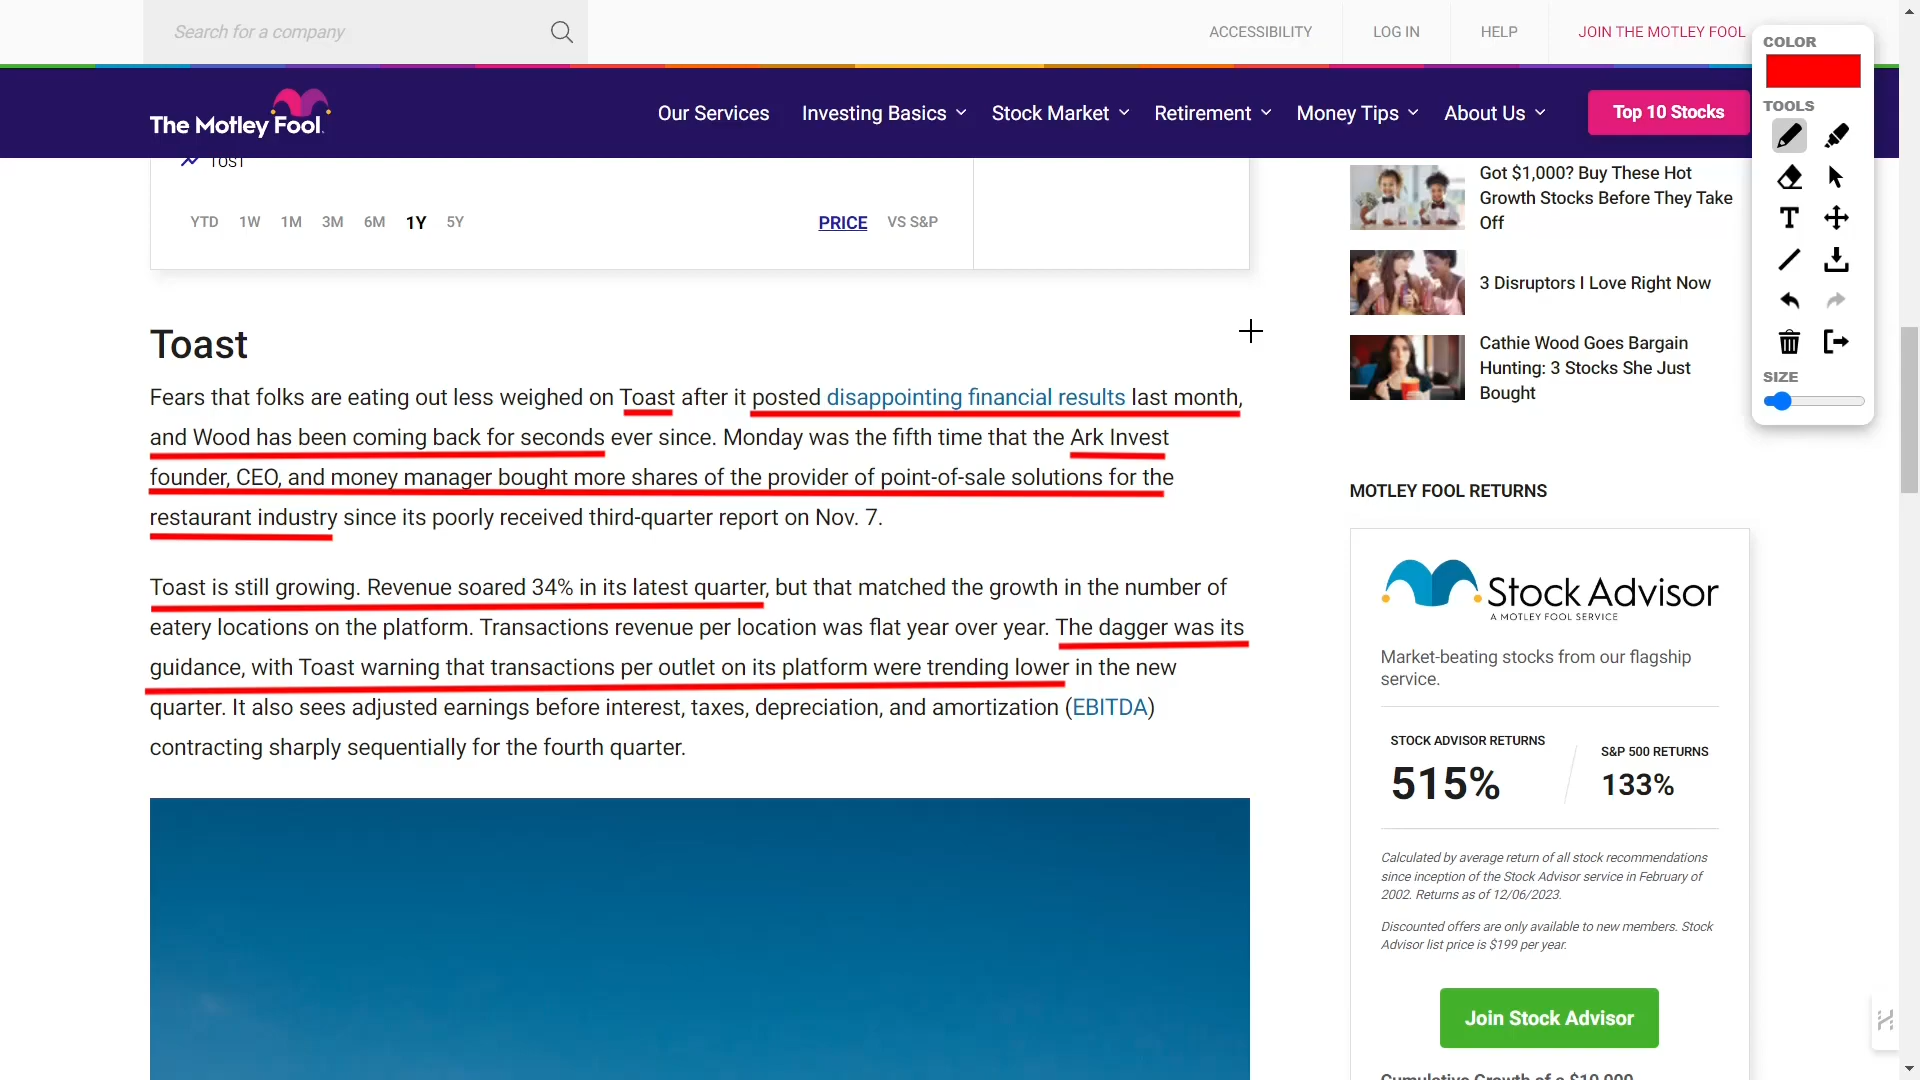 Search for a company
ACCESSIBILITY
LOG IN
HELP
JOIN THE MOTLEY FOOL
The Motley Fool.
Our Services
Investing Basics
Stock Market
Retirement
Money Tips
About Us
Top 10 Stocks
COLOR
TOOLS
SIZE
TOST
YTD 1W 1M 3M 6M 1Y 5Y
PRICE VS S&P
Toast
Fears that folks are eating out less weighed on Toast after it posted disappointing financial results last month,
and Wood has been coming back for seconds ever since. Monday was the fifth time that the Ark Invest
founder, CEO, and money manager bought more shares of the provider of point-of-sale solutions for the
restaurant industry since its poorly received third-quarter report on Nov. 7.
Toast is still growing. Revenue soared 34% in its latest quarter, but that matched the growth in the number of
eatery locations on the platform. Transactions revenue per location was flat year over year. The dagger was its
guidance, with Toast warning that transactions per outlet on its platform were trending lower in the new
quarter. It also sees adjusted earnings before interest, taxes, depreciation, and amortization (EBITDA)
contracting sharply sequentially for the fourth quarter.
Got $1,000? Buy These Hot
Growth Stocks Before They Take
Off
3 Disruptors I Love Right Now
Cathie Wood Goes Bargain
Hunting: 3 Stocks She Just
Bought
MOTLEY FOOL RETURNS
Stock Advisor
A MOTLEY FOOL SERVICE
Market-beating stocks from our flagship
service.
STOCK ADVISOR RETURNS
515%
S&P 500 RETURNS
133%
Calculated by average return of all stock recommendations
since inception of the Stock Advisor service in February of
2002. Returns as of 12/06/2023.
Discounted offers are only available to new members. Stock
Advisor list price is $199 per year.
Join Stock Advisor
Cumulative Growth of a $10,000